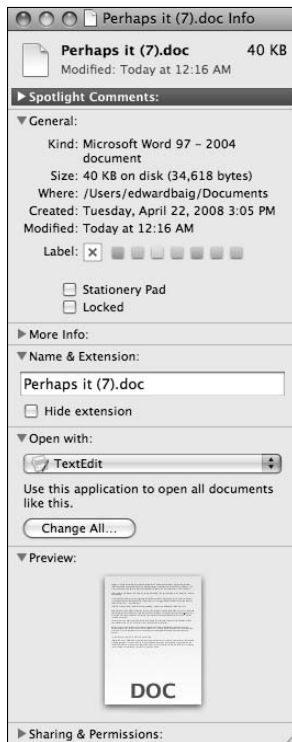 Perhaps it (7).doc Info
Perhaps it (7).doc 40 KB
Modified: Today at 12:16 AM
Spotlight Comments:
General:
Kind: Microsoft Word 97 – 2004
document
Size: 40 KB on disk (34,618 bytes)
Where: /Users/edwardbaig/Documents
Created: Tuesday, April 22, 2008 3:05 PM
Modified: Today at 12:16 AM
Label:
Stationery Pad
Locked
More Info:
Name & Extension:
Perhaps it (7).doc
Hide extension
Open with:
TextEdit
Use this application to open all documents
like this.
Change All...
Preview:
DOC
Sharing & Permissions: